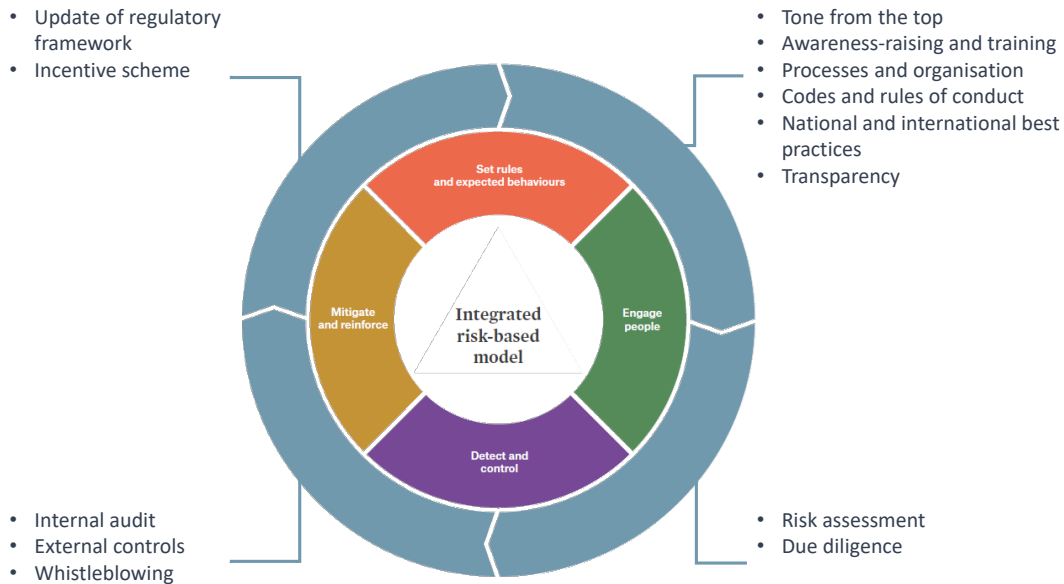 • Update of regulatory
framework
• Incentive scheme
• Tone from the top
• Awareness-raising and training
• Processes and organisation
• Codes and rules of conduct
• National and international best
practices
• Transparency
Set rules
and expected behaviours
Mitigate
and reinforce
Integrated
risk-based
model
Engage
people
Detect and
control
• Internal audit
• External controls
• Whistleblowing
• Risk assessment
• Due diligence